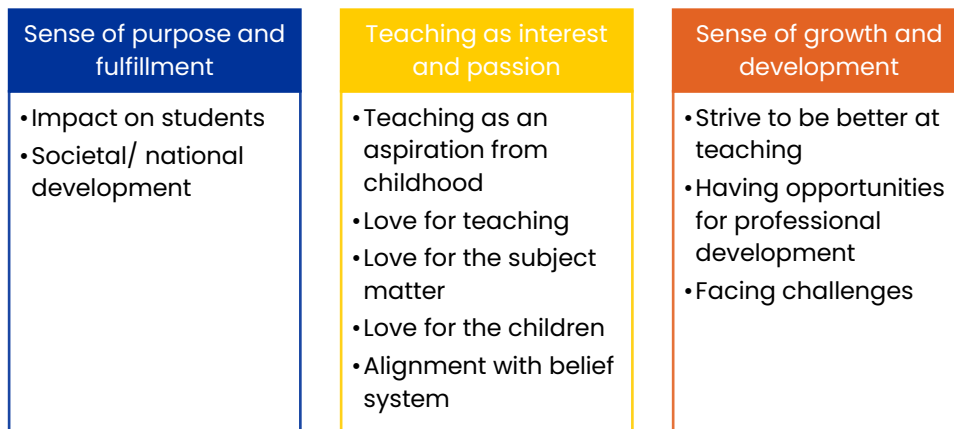 Sense of purpose and
fulfillment
•Impact on students
•Societal/ national
development
Teaching as interest
and passion
•Teaching as an
aspiration from
childhood
•Love for teaching
•Love for the subject
matter
•Love for the children
•Alignment with belief
system
Sense of growth and
development
•Strive to be better at
teaching
•Having opportunities
for professional
development
•Facing challenges